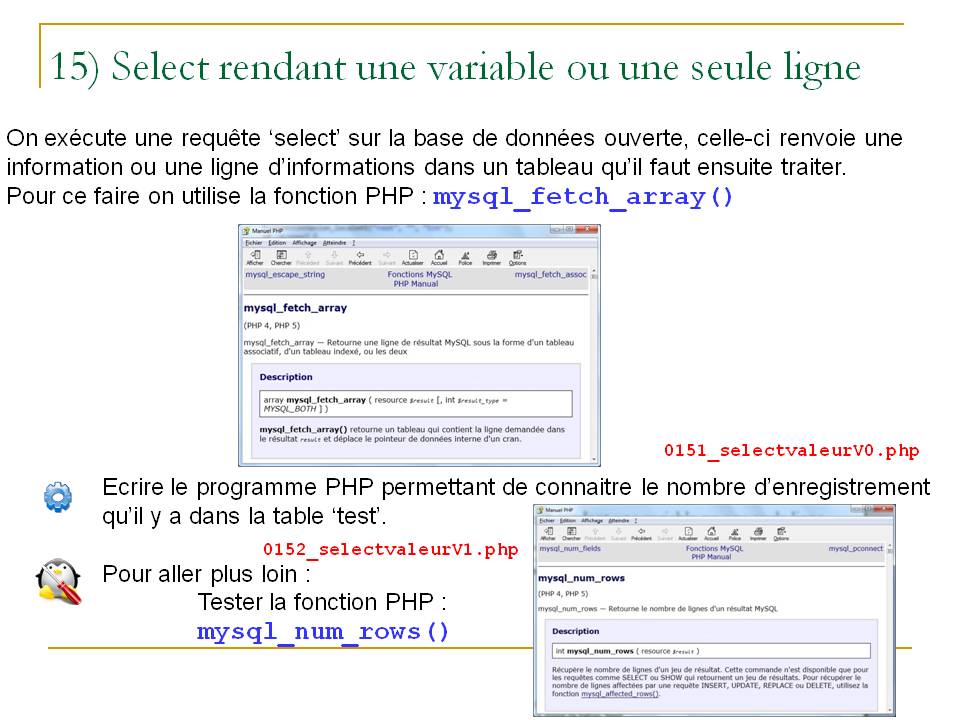 15) Select rendant une variable ou une seule ligne
On exécute une requête ‘select’ sur la base de données ouverte, celle-ci renvoie une
information ou une ligne d’informations dans un tableau qu’il faut ensuite traiter.
Pour ce faire on utilise la fonction PHP : mysql_fetch_array()
Manuel PHP
Fichier Edition Affichage Atteindre ?
Afficher Chercher Précédent Suivant Précédent Suivant Actualiser Accueil Police Imprimer Options
mysql_escape_string Fonctions MySQL mysql_fetch_assoc
PHP Manual
mysql_fetch_array
(PHP 4, PHP 5)
mysql_fetch_array — Retourne une ligne de résultat MySQL sous la forme d'un tableau
associatif, d'un tableau indexé, ou les deux
Description
array mysql_fetch_array ( resource $result [, int $result_type =
MYSQL_BOTH ] )
mysql_fetch_array() retourne un tableau qui contient la ligne demandée dans
le résultat result et déplace le pointeur de données interne d'un cran.
0151_selectvaleurV0.php
Ecrire le programme PHP permettant de connaitre le nombre d’enregistrement
qu’il y a dans la table ‘test’.
0152_selectvaleurV1.php
Pour aller plus loin :
Tester la fonction PHP :
mysql_num_rows()
Manuel PHP
Fichier Edition Affichage Atteindre ?
Afficher Chercher Précédent Suivant Précédent Suivant Actualiser Accueil Police Imprimer Options
mysql_num_fields Fonctions MySQL mysql_pconnect
PHP Manual
mysql_num_rows
(PHP 4, PHP 5)
mysql_num_rows — Retourne le nombre de lignes d'un résultat MySQL
Description
int mysql_num_rows ( resource $result )
Récupère le nombre de lignes d'un jeu de résultat. Cette commande n'est disponible que pour
les requêtes comme SELECT ou SHOW qui retournent un jeu de résultats. Pour récupérer le
nombre de lignes affectées par une requête INSERT, UPDATE, REPLACE ou DELETE, utilisez la
fonction mysql_affected_rows().